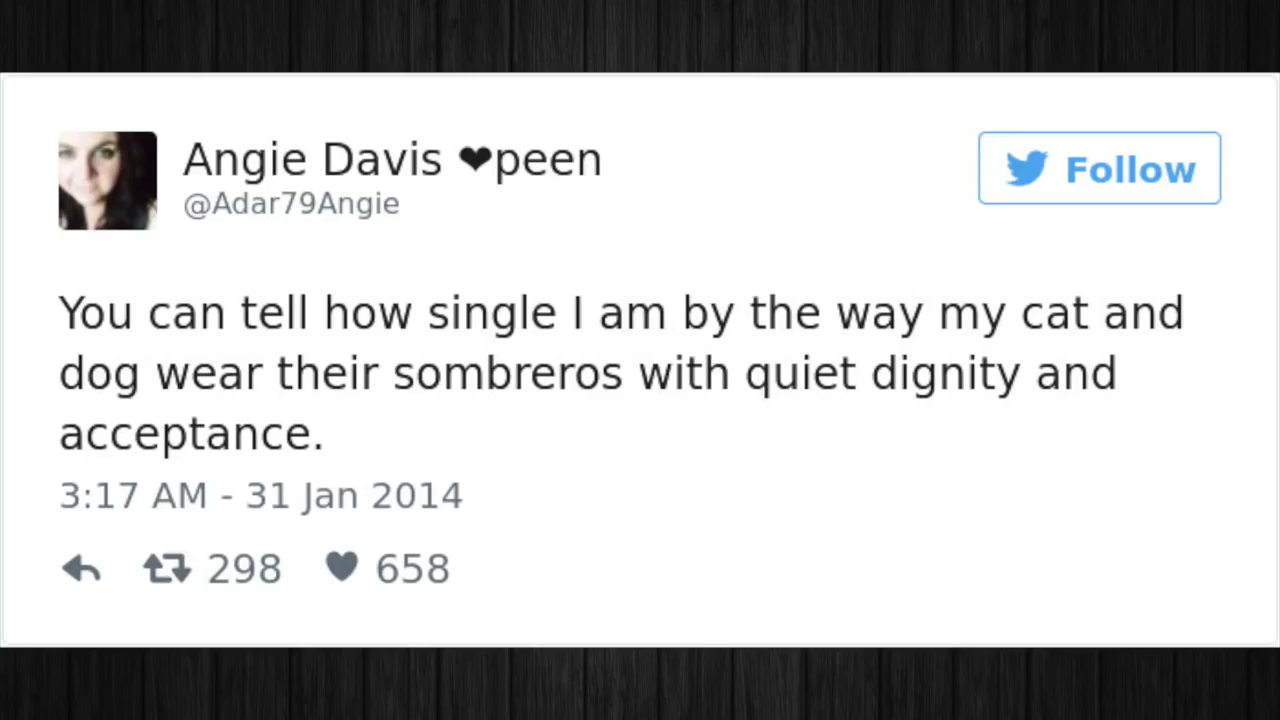 Angie Davis ❤peen
@Adar79Angie
Follow
You can tell how single I am by the way my cat and
dog wear their sombreros with quiet dignity and
acceptance.
3:17 AM - 31 Jan 2014
298 658